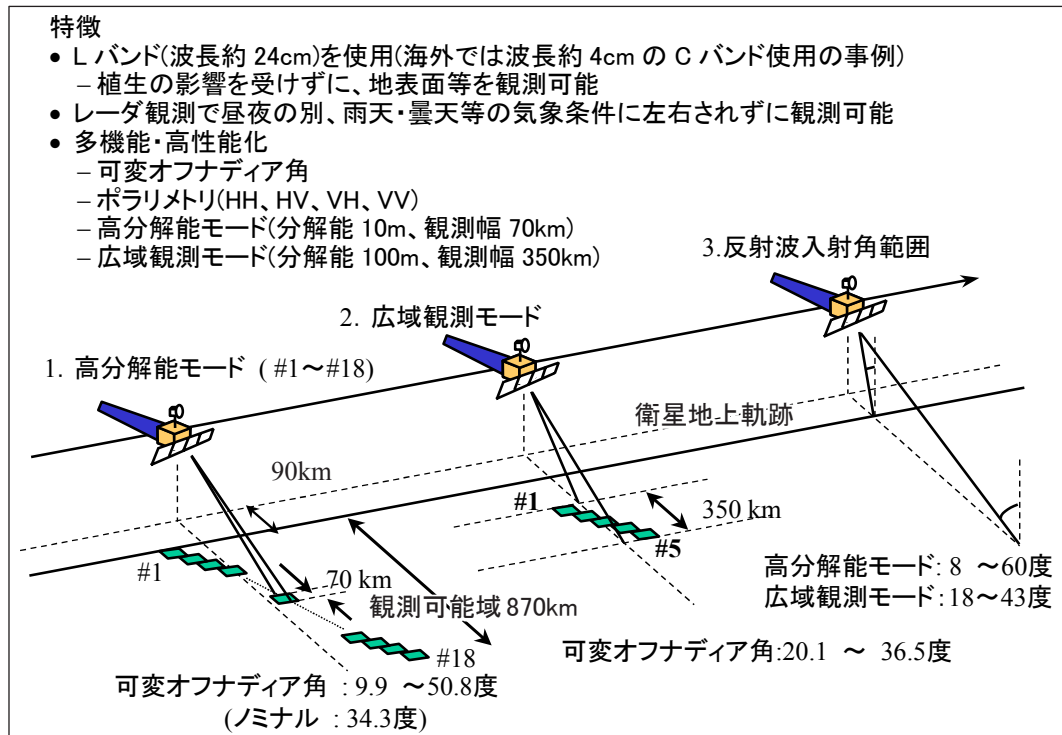 特徴
● L バンド(波長約 24cm)を使用(海外では波長約 4cm の C バンド使用の事例)
– 植生の影響を受けずに、地表面等を観測可能
● レーダ観測で昼夜の別、雨天・曇天等の気象条件に左右されずに観測可能
● 多機能・高性能化
– 可変オフナディア角
– ポラリメトリ(HH、HV、VH、VV)
– 高分解能モード(分解能 10m、観測幅 70km)
– 広域観測モード(分解能 100m、観測幅 350km)
3.反射波入射角範囲
2. 広域観測モード
1. 高分解能モード ( #1～#18)
衛星地上軌跡
90km
#1
350 km
#5
#1
70 km
観測可能域 870km
#18
高分解能モード: 8 ～60度
広域観測モード:18～43度
可変オフナディア角:20.1 ～ 36.5度
可変オフナディア角 : 9.9 ～50.8度
(ノミナル : 34.3度)